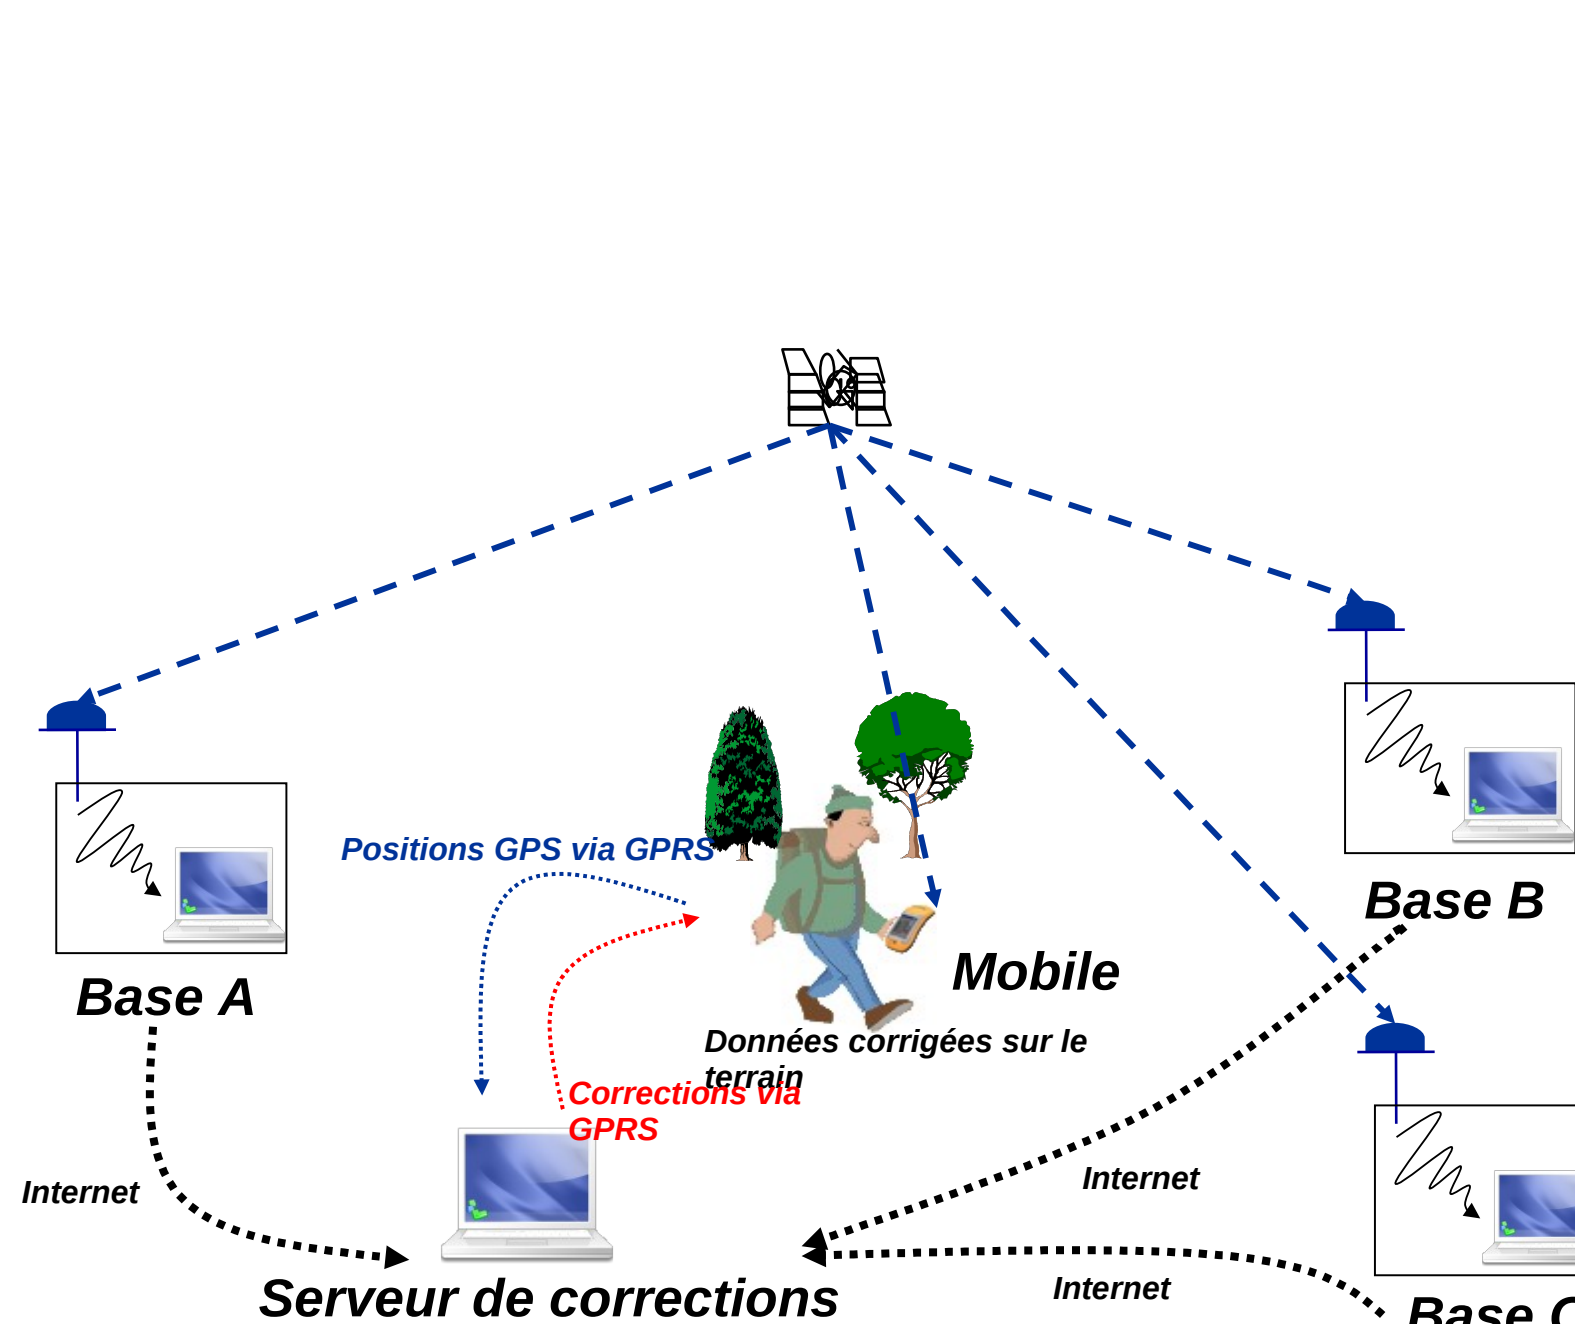 Positions GPS via GPRS
Base B
Mobile
Base A
Données corrigées sur le
terrain
Corrections via
GPRS
Internet
Internet
Serveur de corrections
Internet
Base C